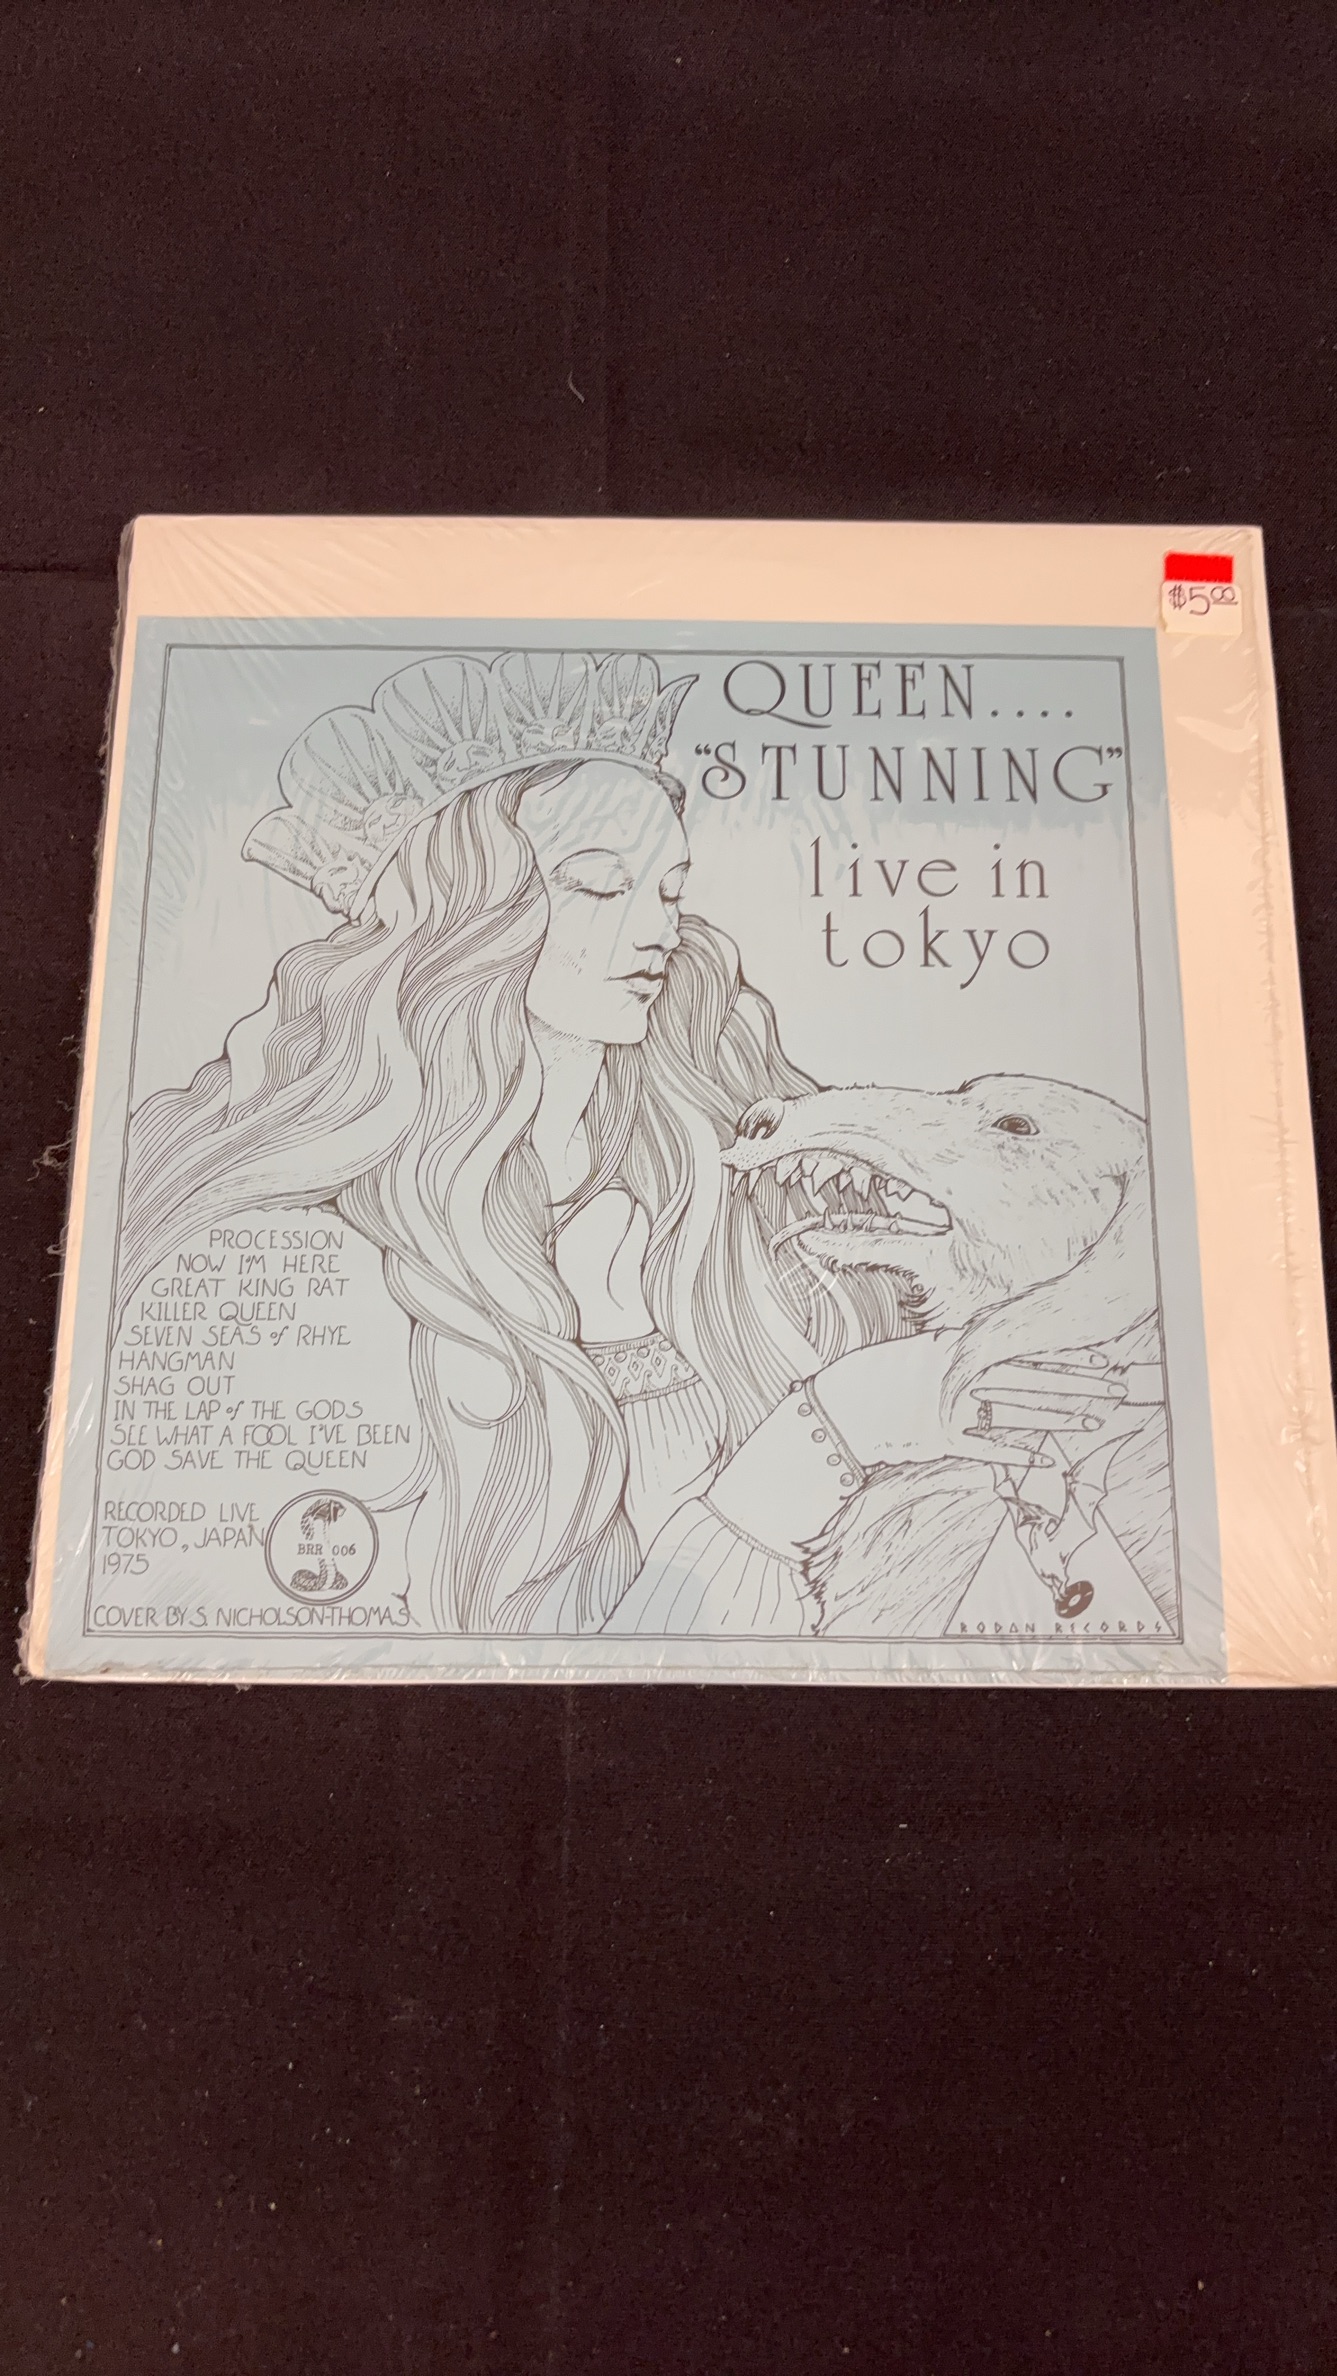 $5.00
QUEEN....
"STUNNING"
live in
tokyo
PROCESSION
NOW I'M HERE
GREAT KING RAT
KILLER QUEEN
SEVEN SEAS of RHYE
HANGMAN
SHAG OUT
IN THE LAP of THE GODS
SEE WHAT A FOOL I'VE BEEN
GOD SAVE THE QUEEN
RECORDED LIVE
TOKYO, JAPAN
1975
BRR 006
COVER BY S. NICHOLSON-THOMAS
RODAN RECORDS